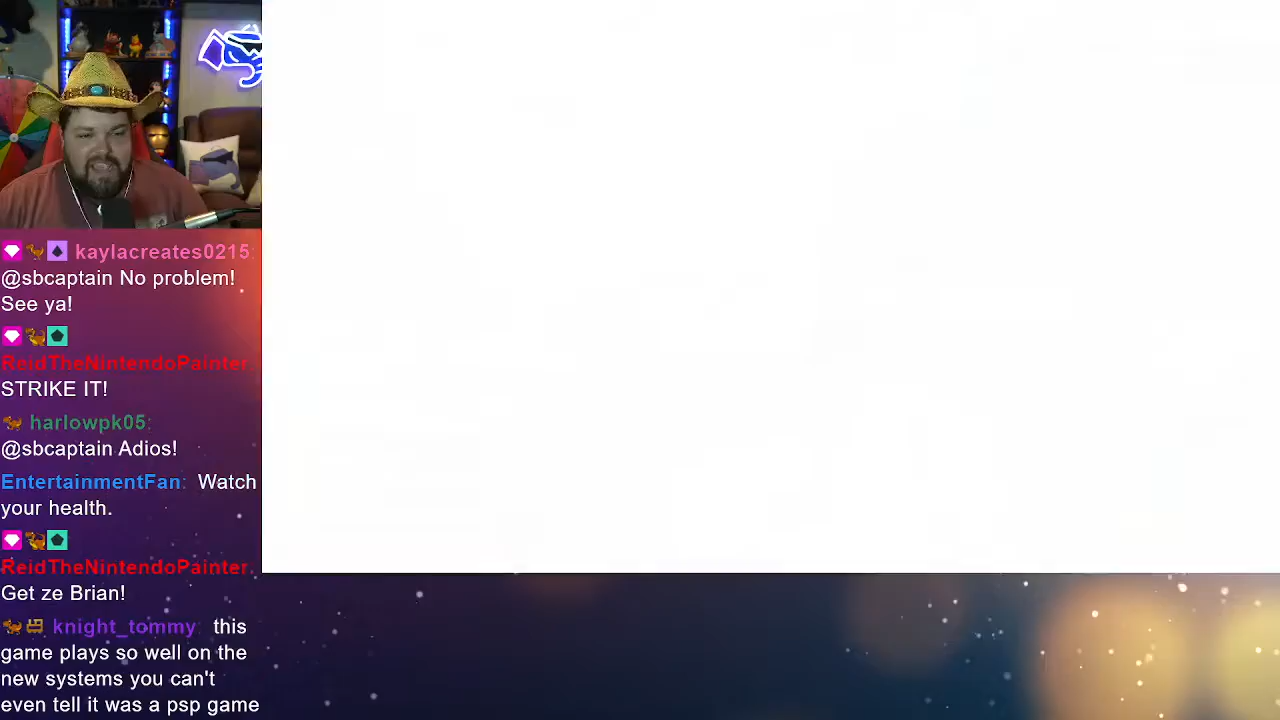 kaylacreates0215:
@sbcaptain No problem!
See ya!
ReidTheNintendoPainter:
STRIKE IT!
harlowpk05:
@sbcaptain Adios!
EntertainmentFan: Watch
your health.
ReidTheNintendoPainter:
Get ze Brian!
knight_tommy: this
game plays so well on the
new systems you can't
even tell it was a psp game